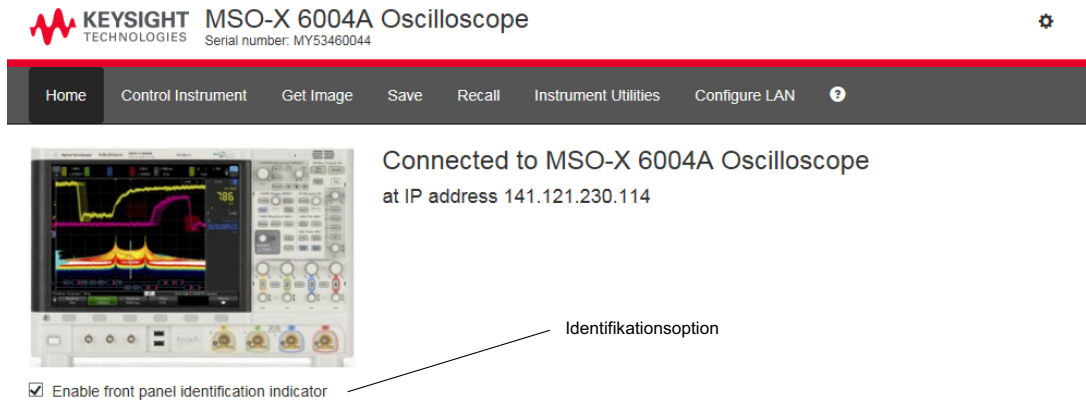 KEYSIGHT
TECHNOLOGIES
MSO-X 6004A Oscilloscope
Serial number: MY53460044
Home Control Instrument Get Image Save Recall Instrument Utilities Configure LAN ?
Connected to MSO-X 6004A Oscilloscope
at IP address 141.121.230.114
Identifikationsoption
Enable front panel identification indicator